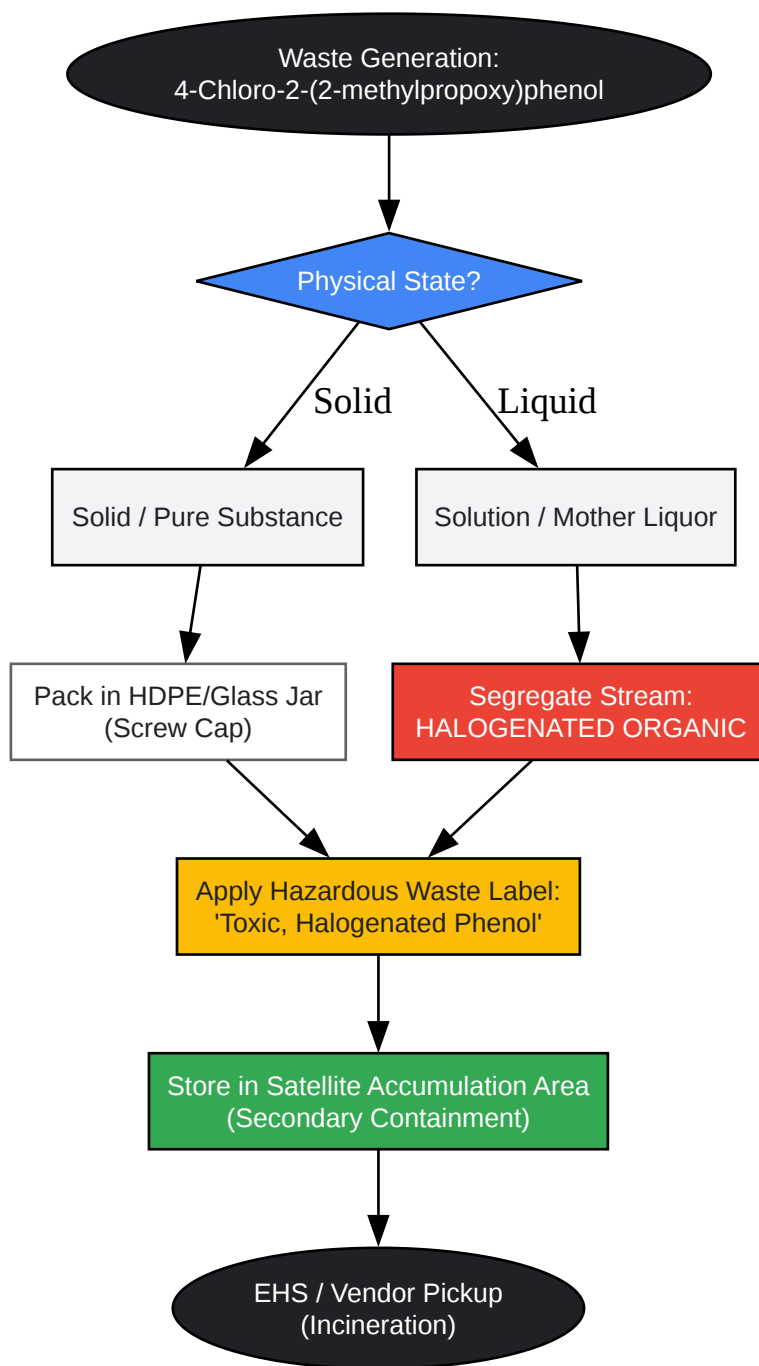 Waste Generation:
4-Chloro-2-(2-methylpropoxy)phenol
Physical State?
Solid
Liquid
Solid / Pure Substance
Solution / Mother Liquor
Pack in HDPE/Glass Jar
(Screw Cap)
Segregate Stream:
HALOGENATED ORGANIC
Apply Hazardous Waste Label:
'Toxic, Halogenated Phenol'
Store in Satellite Accumulation Area
(Secondary Containment)
EHS / Vendor Pickup
(Incineration)